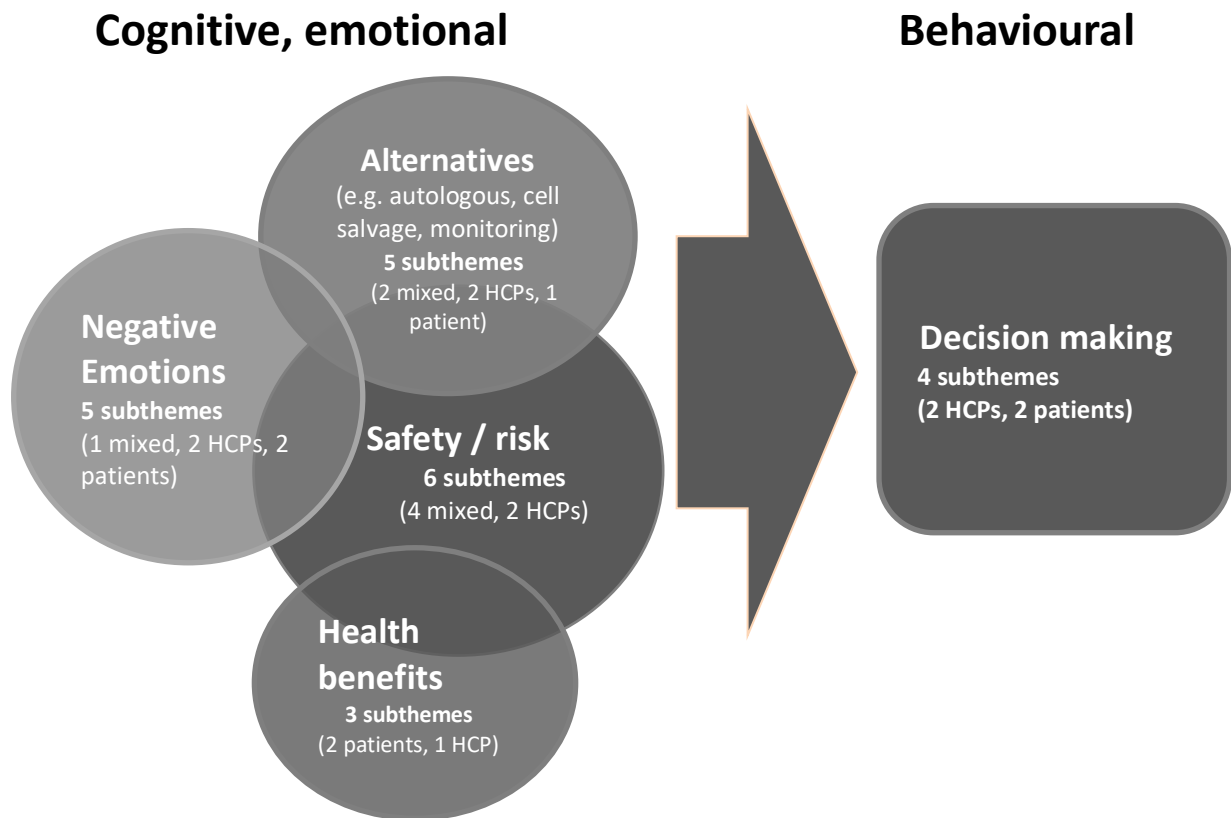 Cognitive, emotional
Behavioural
Alternatives
(e.g. autologous, cell
salvage, monitoring)
5 subthemes
(2 mixed, 2 HCPs, 1
patient)
Negative
Emotions
5 subthemes
(1 mixed, 2 HCPs, 2
patients)
Safety / risk
6 subthemes
(4 mixed, 2 HCPs)
Health
benefits
3 subthemes
(2 patients, 1 HCP)
Decision making
4 subthemes
(2 HCPs, 2 patients)